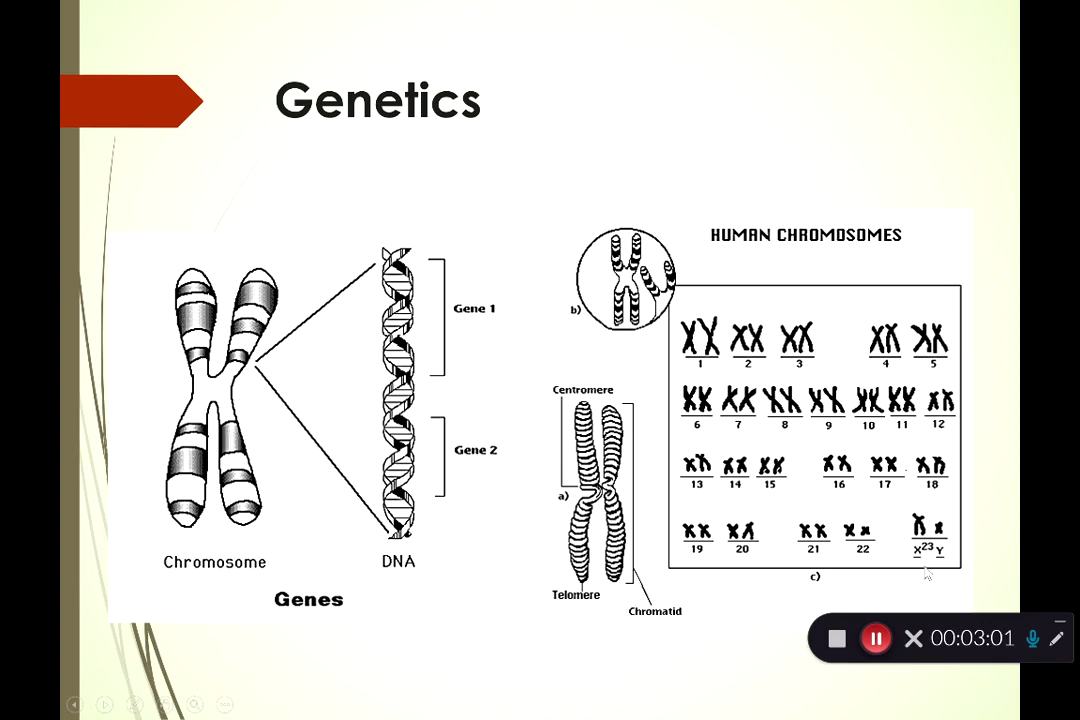 Genetics
Gene 1
Gene 2
Chromosome
DNA
Genes
HUMAN CHROMOSOMES
b)
Centromere
a)
Telomere
Chromatid
1 2 3 4 5
6 7 8 9 10 11 12
13 14 15 16 17 18
19 20 21 22 X 23 Y
c)
00:03:01